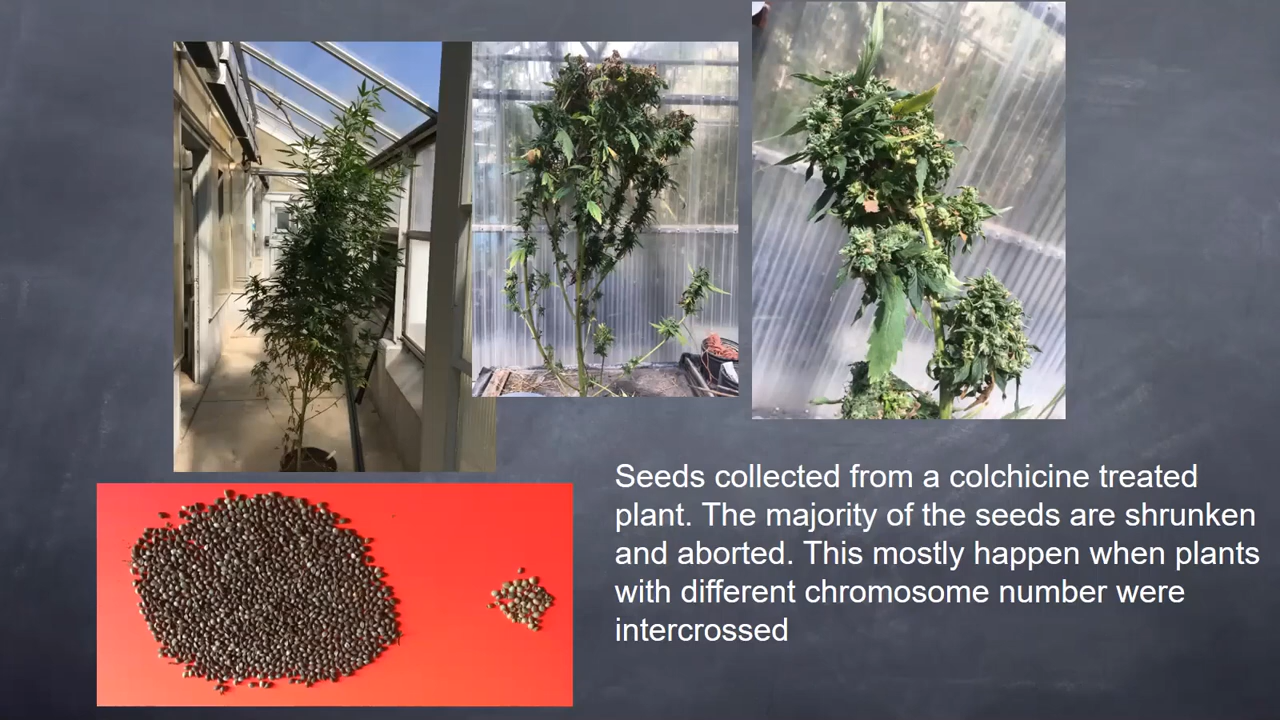 Seeds collected from a colchicine treated
plant. The majority of the seeds are shrunken
and aborted. This mostly happen when plants
with different chromosome number were
intercrossed